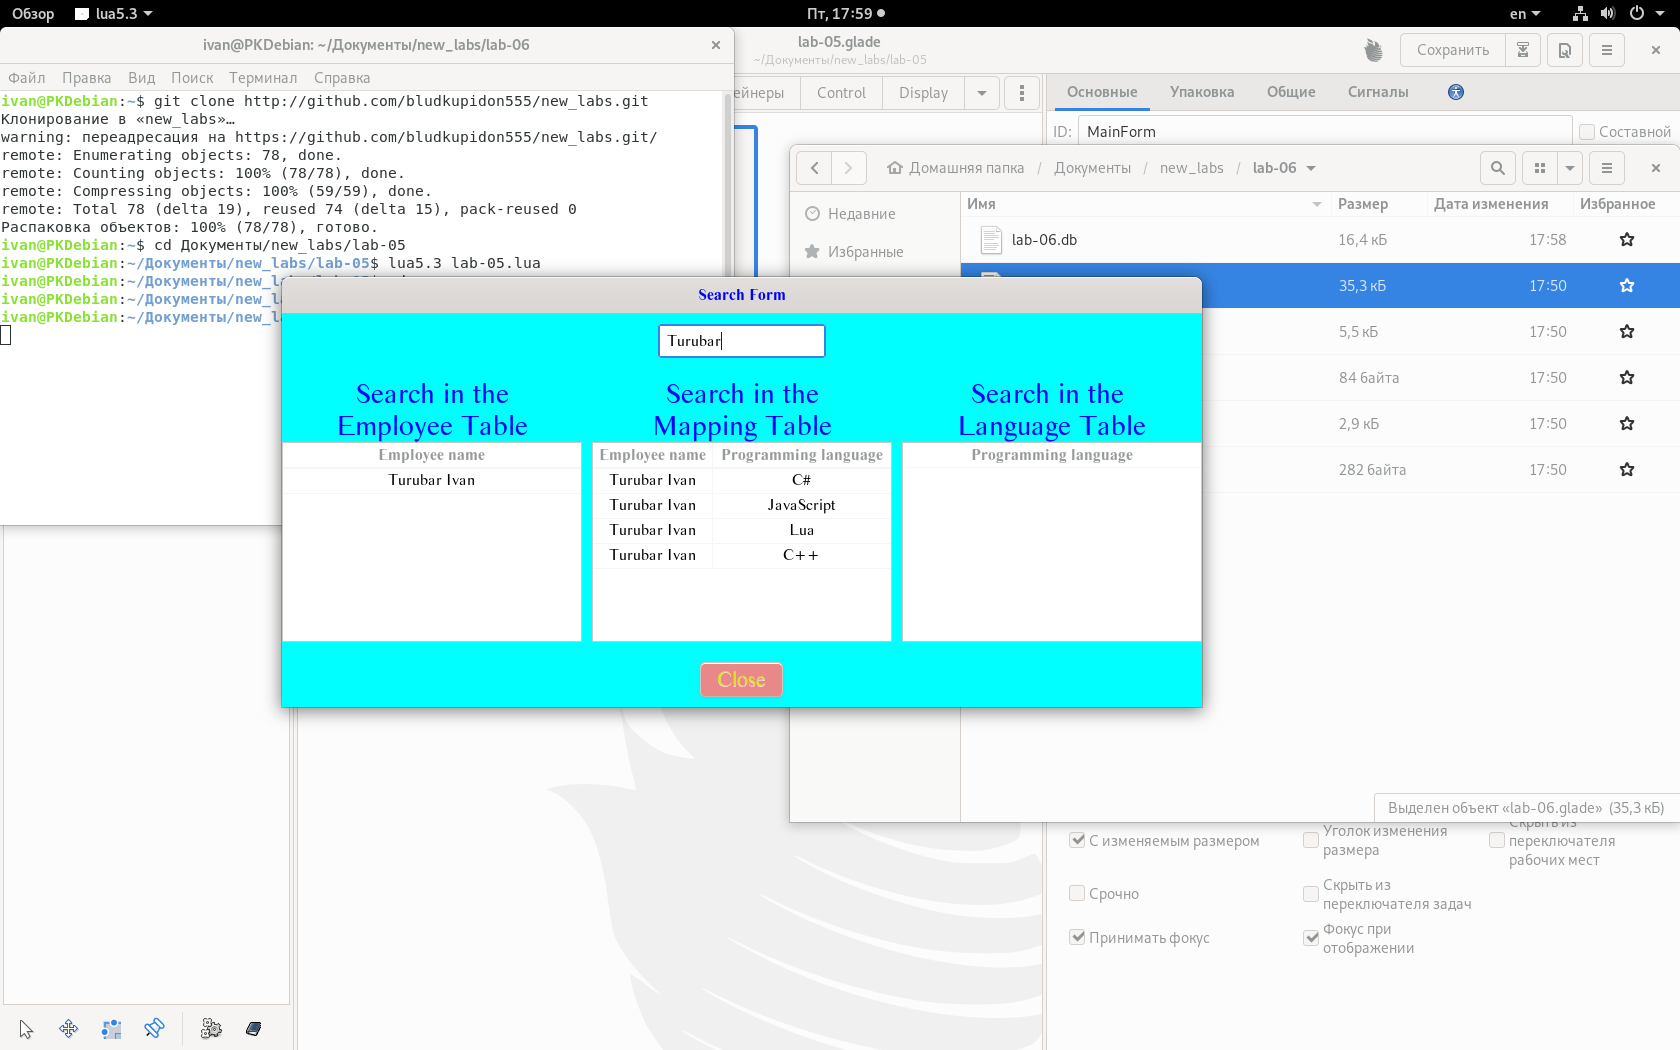 Обзор
lua5.3
Пт, 17:59
en
ivan@PKDebian: ~/Документы/new_labs/lab-06
Файл Правка Вид Поиск Терминал Справка
ivan@PKDebian:~$ git clone http://github.com/bludkupidon555/new_labs.git
Клонирование в «new_labs»…
warning: переадресация на https://github.com/bludkupidon555/new_labs.git/
remote: Enumerating objects: 78, done.
remote: Counting objects: 100% (78/78), done.
remote: Compressing objects: 100% (59/59), done.
remote: Total 78 (delta 19), reused 74 (delta 15), pack-reused 0
Распаковка объектов: 100% (78/78), готово.
ivan@PKDebian:~$ cd Документы/new_labs/lab-05
ivan@PKDebian:~/Документы/new_labs/lab-05$ lua5.3 lab-05.lua
ivan@PKDebian:~/Документы/new_l
ivan@PKDebian:~/Документы/new_l
ivan@PKDebian:~/Документы/new_l
lab-05.glade
~/Документы/new_labs/lab-05
Сохранить
ейнеры
Control
Display
Основные Упаковка Общие Сигналы
ID: MainForm
Составной
Домашняя папка / Документы / new_labs / lab-06
Недавние
Избранные
Имя Размер Дата изменения Избранное
lab-06.db 16,4 кБ 17:58
35,3 кБ 17:50
5,5 кБ 17:50
84 байта 17:50
2,9 кБ 17:50
282 байта 17:50
Выделен объект «lab-06.glade» (35,3 кБ)
Search Form
Turubar
Search in the
Employee Table
Employee name
Turubar Ivan
Search in the
Mapping Table
Employee name Programming language
Turubar Ivan C#
Turubar Ivan JavaScript
Turubar Ivan Lua
Turubar Ivan C++
Search in the
Language Table
Programming language
Close
С изменяемым размером
Уголок изменения
размера
Скрыть из
переключателя
рабочих мест
Срочно
Скрыть из
переключателя задач
Принимать фокус
Фокус при
отображении